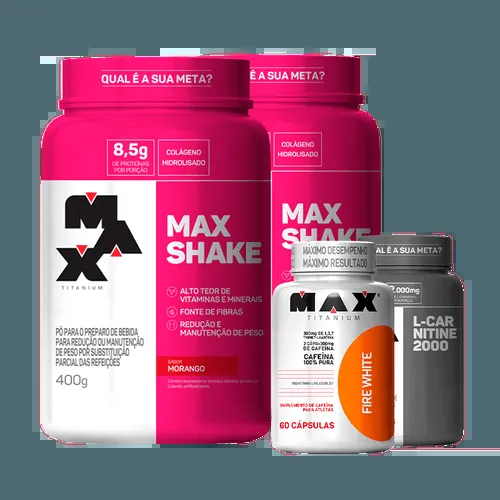 QUAL É A SUA META?
8,5g
DE PROTEÍNAS
POR PORÇÃO
COLÁGENO
HIDROLISADO
MAX
TITANIUM
MAX
SHAKE
ALTO TEOR DE
VITAMINAS E MINERAIS
FONTE DE FIBRAS
REDUÇÃO E
MANUTENÇÃO DE PESO
PÓ PARA O PREPARO DE BEBIDA
PARA REDUÇÃO OU MANUTENÇÃO
DE PESO POR SUBSTITUIÇÃO
PARCIAL DAS REFEIÇÕES
400g
SABOR
MORANGO
QUAL É A SUA META?
COLÁGENO
HIDROLISADO
MAX
SHAKE
MÁXIMO DESEMPENHO
MÁXIMO RESULTADO
MAX
TITANIUM
DE CAFEÍNA
CAFEÍNA
100% PURA
FIRE WHITE
SUPLEMENTO DE CAFEÍNA
PARA ATLETAS
60 CÁPSULAS
QUAL É A SUA META?
2.000mg
L-CAR
NITINE
2000